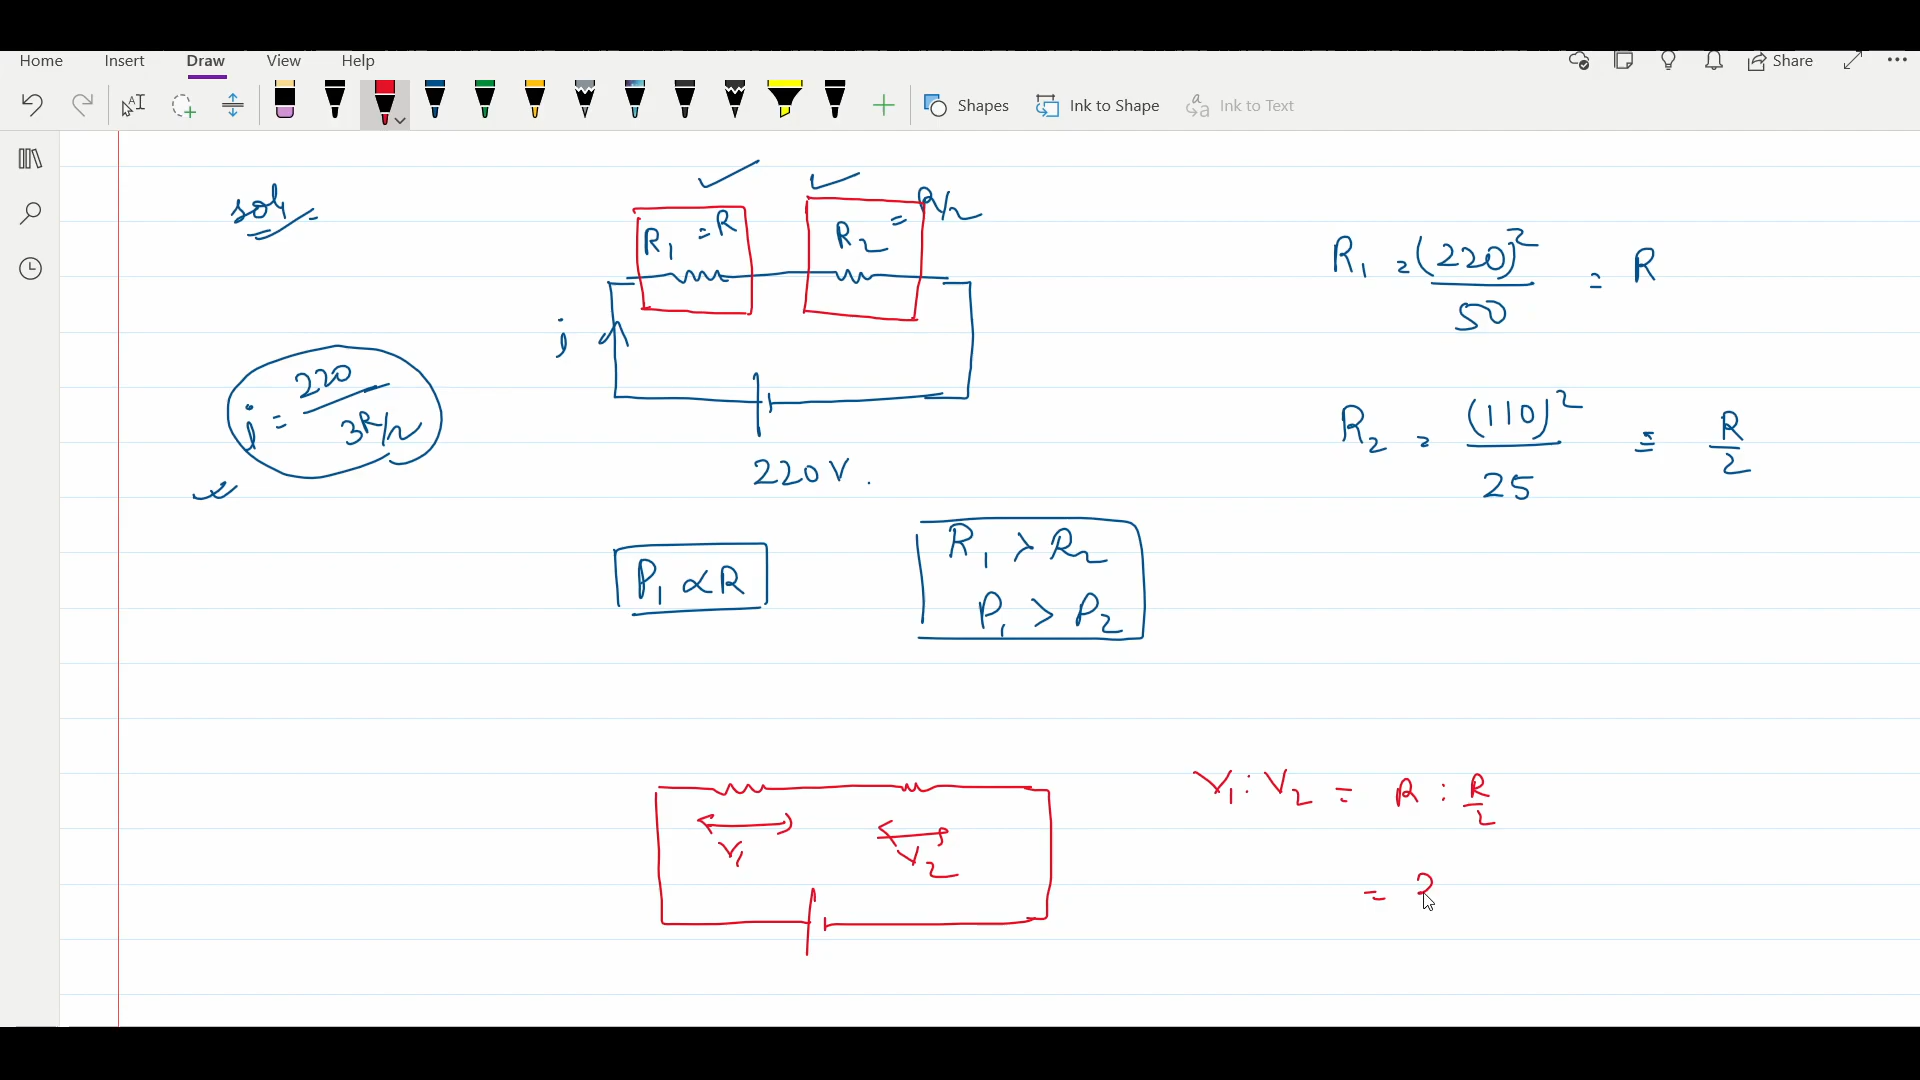 Home Insert Draw View Help Share
Shapes Ink to Shape Ink to Text
Sol
R₁ = R
R₂ = R/2
i
220 V.
i = 220 / 3R/2
R₁ = (220)² / 50 = R
R₂ = (110)² / 25 = R/2
P₁ ∝ R
R₁ > R₂
P₁ > P₂
V₁
V₂
V₁ : V₂ = R : R/2
= 2